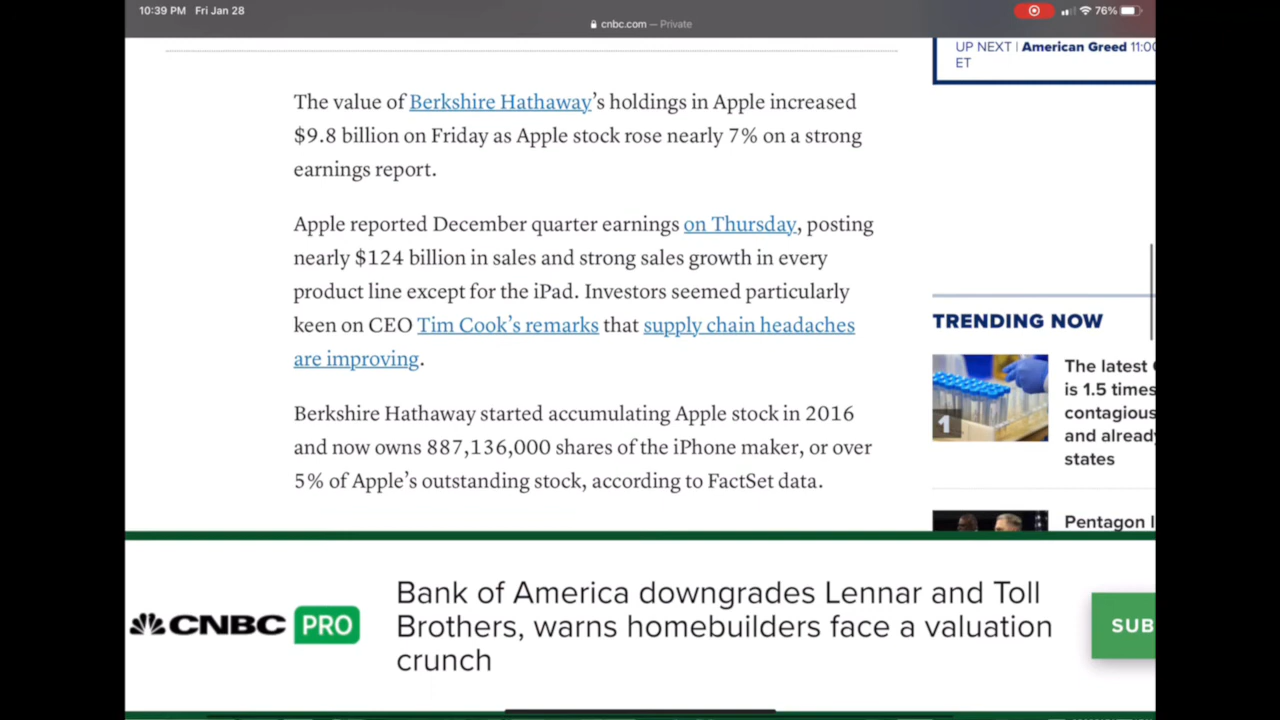 10:39 PM Fri Jan 28
76%
cnbc.com — Private
UP NEXT | American Greed 11:00
ET
The value of Berkshire Hathaway's holdings in Apple increased
$9.8 billion on Friday as Apple stock rose nearly 7% on a strong
earnings report.
Apple reported December quarter earnings on Thursday, posting
nearly $124 billion in sales and strong sales growth in every
product line except for the iPad. Investors seemed particularly
keen on CEO Tim Cook's remarks that supply chain headaches
are improving.
Berkshire Hathaway started accumulating Apple stock in 2016
and now owns 887,136,000 shares of the iPhone maker, or over
5% of Apple's outstanding stock, according to FactSet data.
TRENDING NOW
1
The latest
is 1.5 times
contagious
and already
states
Pentagon
CNBC PRO
Bank of America downgrades Lennar and Toll
Brothers, warns homebuilders face a valuation
crunch
SUB